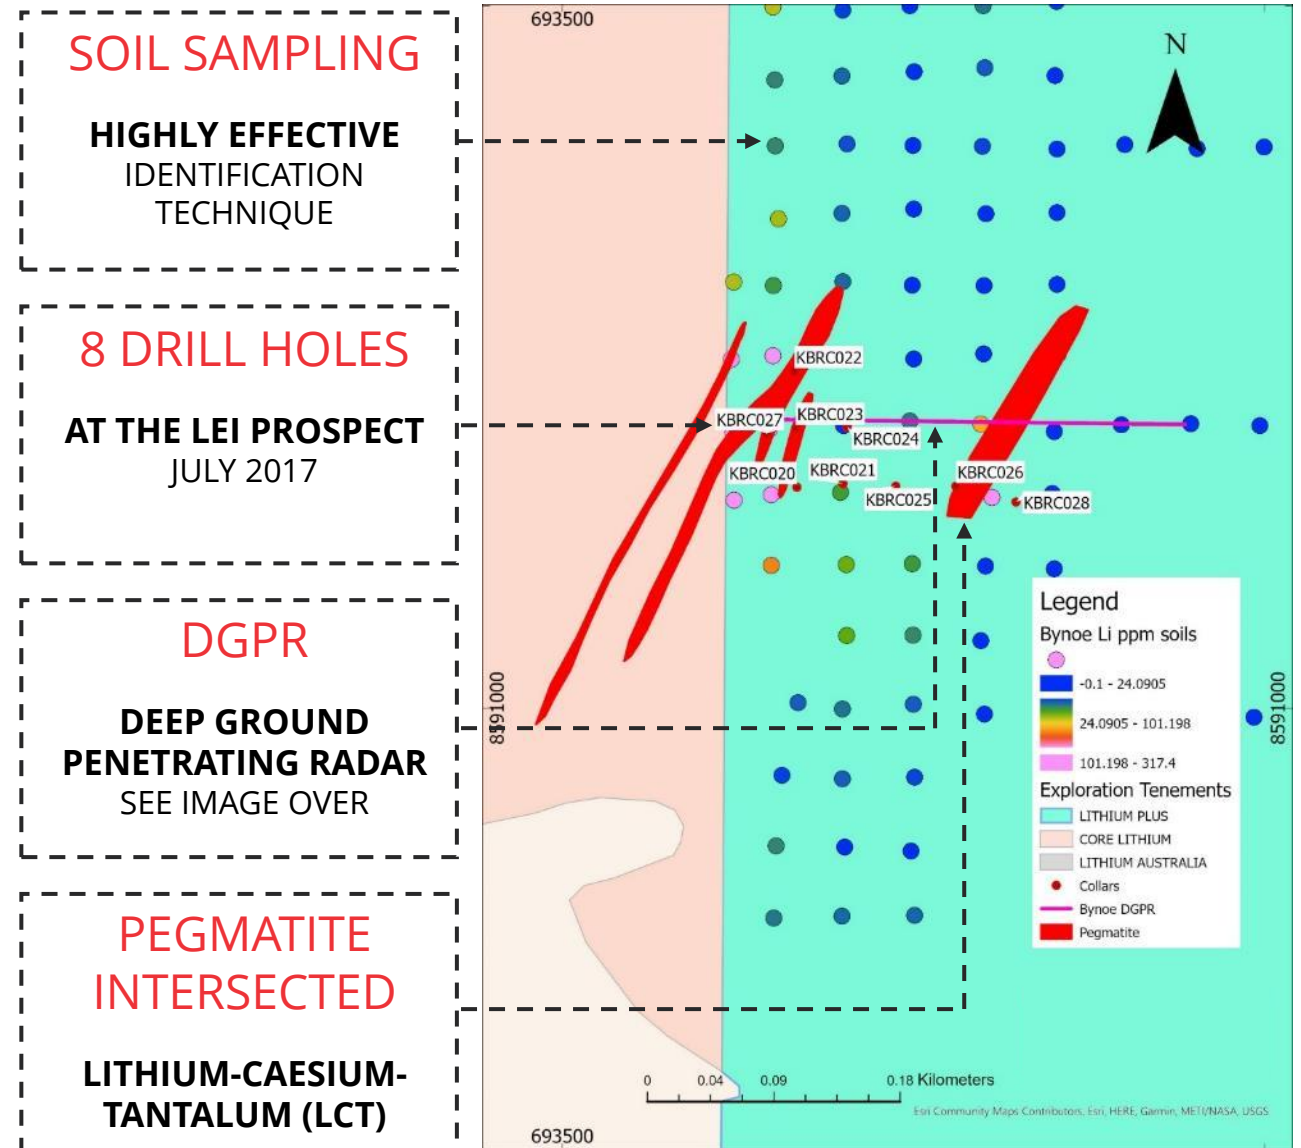 SOIL SAMPLING
HIGHLY EFFECTIVE
IDENTIFICATION
TECHNIQUE
8 DRILL HOLES
AT THE LEI PROSPECT
JULY 2017
DGPR
DEEP GROUND
PENETRATING RADAR
SEE IMAGE OVER
PEGMATITE
INTERSECTED
LITHIUM-CAESIUM-
TANTALUM (LCT)
693500
N
KBRC022
KBRC027
KBRC023
KBRC024
KBRC020
KBRC021
KBRC026
KBRC025
KBRC028
8591000
8591000
Legend
Bynoe Li ppm soils
-0.1 - 24.0905
24.0905 - 101.198
101.198 - 317.4
Exploration Tenements
LITHIUM PLUS
CORE LITHIUM
LITHIUM AUSTRALIA
Collars
Bynoe DGPR
Pegmatite
0 0.04 0.09 0.18 Kilometers
Esri Community Maps Contributors, Esri, HERE, Garmin, METI/NASA, USGS
693500